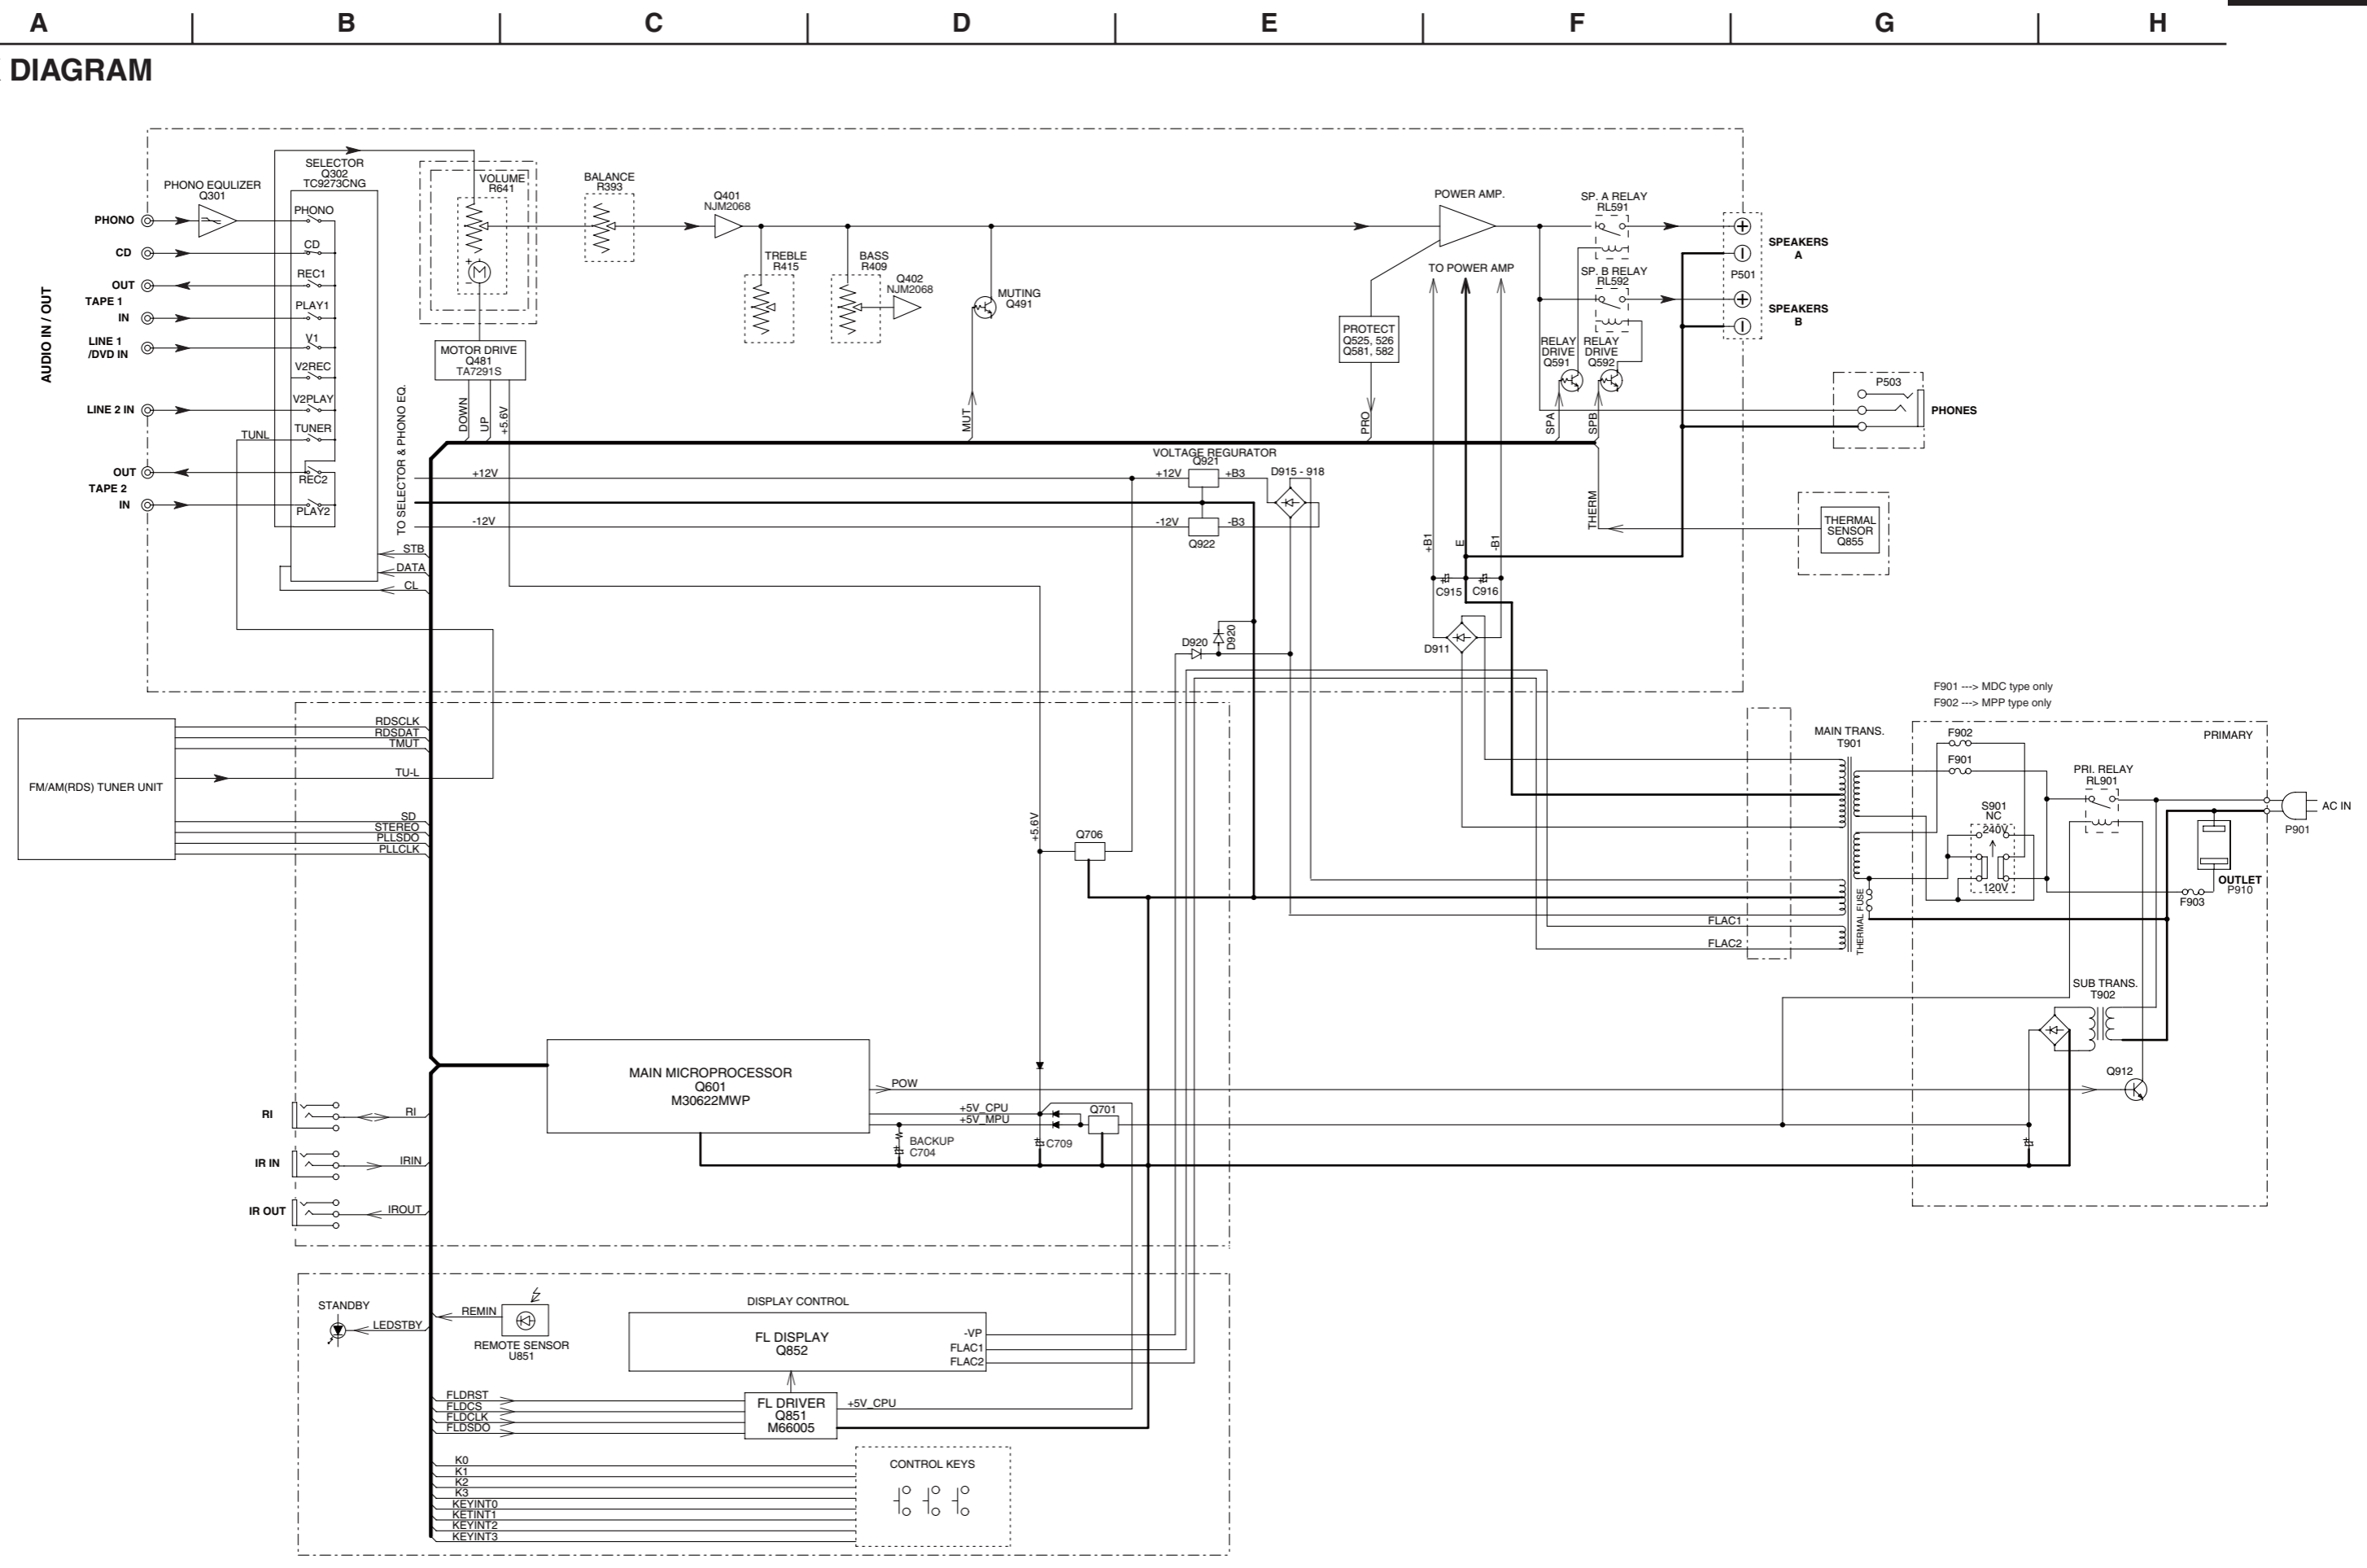 A B C D E F G H
DIAGRAM
AUDIO IN / OUT
PHONO
CD
OUT
TAPE 1
IN
LINE 1
/DVD IN
LINE 2 IN
OUT
TAPE 2
IN
PHONO EQULIZER
Q301
SELECTOR
Q302
TC9273CNG
PHONO
CD
REC1
PLAY1
V1
V2REC
V2PLAY
TUNER
REC2
PLAY2
TUNL
TO SELECTOR & PHONO EQ.
VOLUME
R641
+
M
-
MOTOR DRIVE
Q481
TA7291S
DOWN
UP
+5.6V
BALANCE
R393
Q401
NJM2068
TREBLE
R415
BASS
R409
Q402
NJM2068
MUTING
Q491
MUT
POWER AMP.
TO POWER AMP
PROTECT
Q525, 526
Q581, 582
PRO
SP. A RELAY
RL591
SP. B RELAY
RL592
RELAY
DRIVE
Q591
RELAY
DRIVE
Q592
SPA
SPB
SPEAKERS
A
P501
SPEAKERS
B
P503
PHONES
THERM
THERMAL
SENSOR
Q855
+12V
-12V
VOLTAGE REGURATOR
Q921
+12V
+B3
-12V
-B3
Q922
D915 - 918
+B1
E
-B1
C915
C916
D911
D920
D920
STB
DATA
CL
FM/AM(RDS) TUNER UNIT
RDSCLK
RDSDAT
TMUT
TU-L
SD
STEREO
PLLSDO
PLLCLK
+5.6V
Q706
F901 ---> MDC type only
F902 ---> MPP type only
MAIN TRANS.
T901
F902
F901
PRIMARY
PRI. RELAY
RL901
S901
NC
240V
120V
AC IN
P901
OUTLET
P910
F903
THERMAL FUSE
FLAC1
FLAC2
SUB TRANS.
T902
Q912
MAIN MICROPROCESSOR
Q601
M30622MWP
POW
+5V_CPU
+5V_MPU
Q701
BACKUP
C704
C709
RI
RI
IR IN
IRIN
IR OUT
IROUT
STANDBY
LEDSTBY
REMIN
REMOTE SENSOR
U851
DISPLAY CONTROL
FL DISPLAY
Q852
-VP
FLAC1
FLAC2
FL DRIVER
Q851
M66005
+5V_CPU
FLDRST
FLDCS
FLDCLK
FLDSDO
K0
K1
K2
K3
KEYINT0
KETINT1
KEYINT2
KEYINT3
CONTROL KEYS